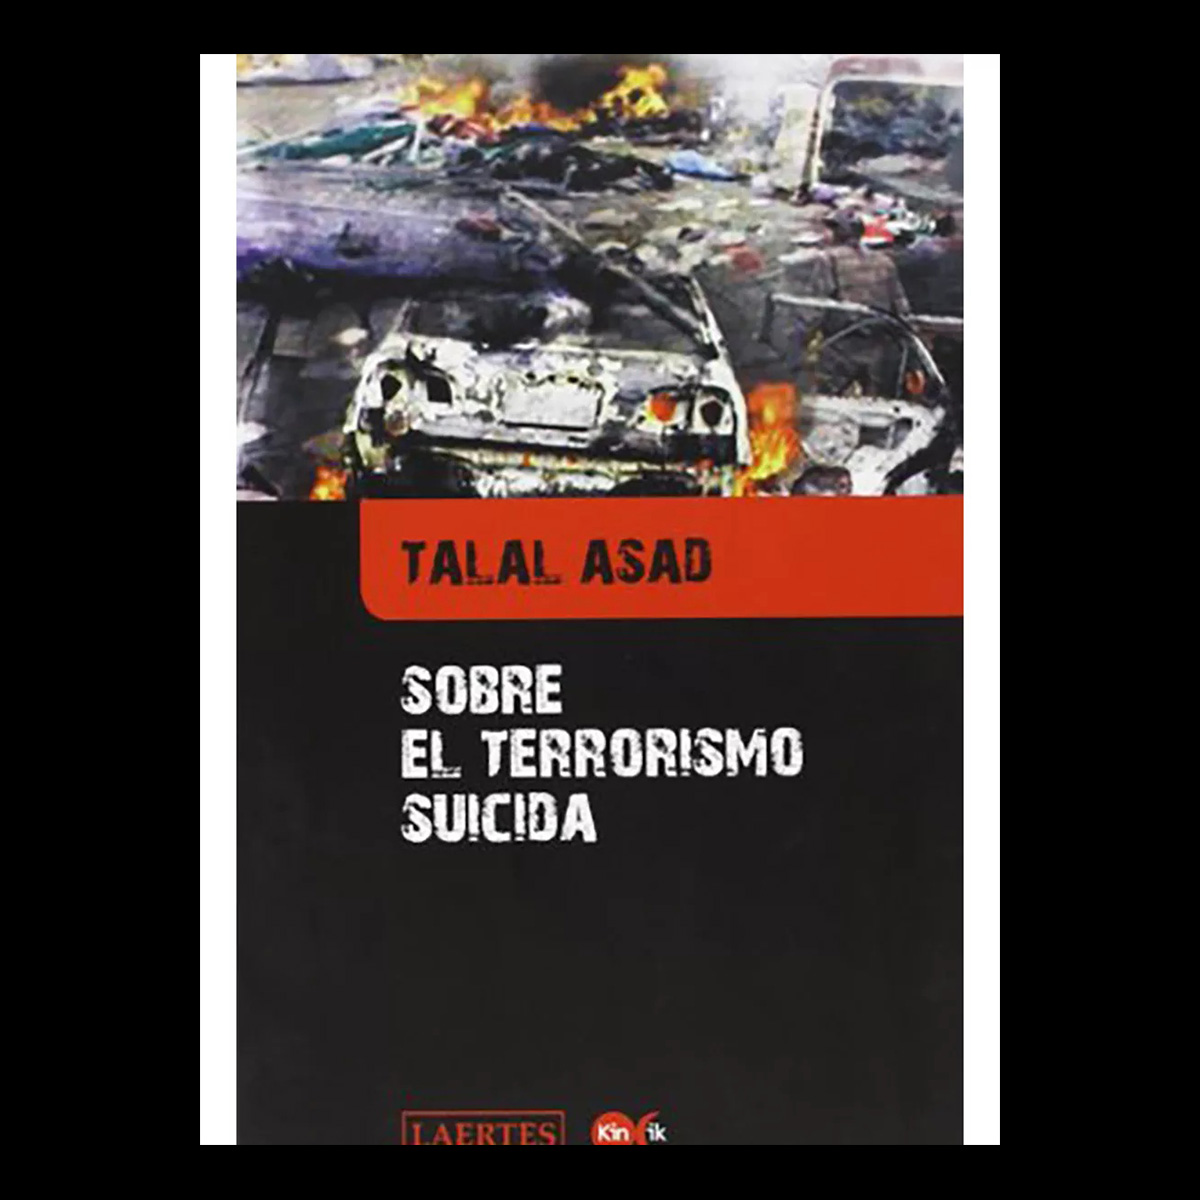 TALAL ASAD
SOBRE
EL TERRORISMO
SUICIDA
LAERTES